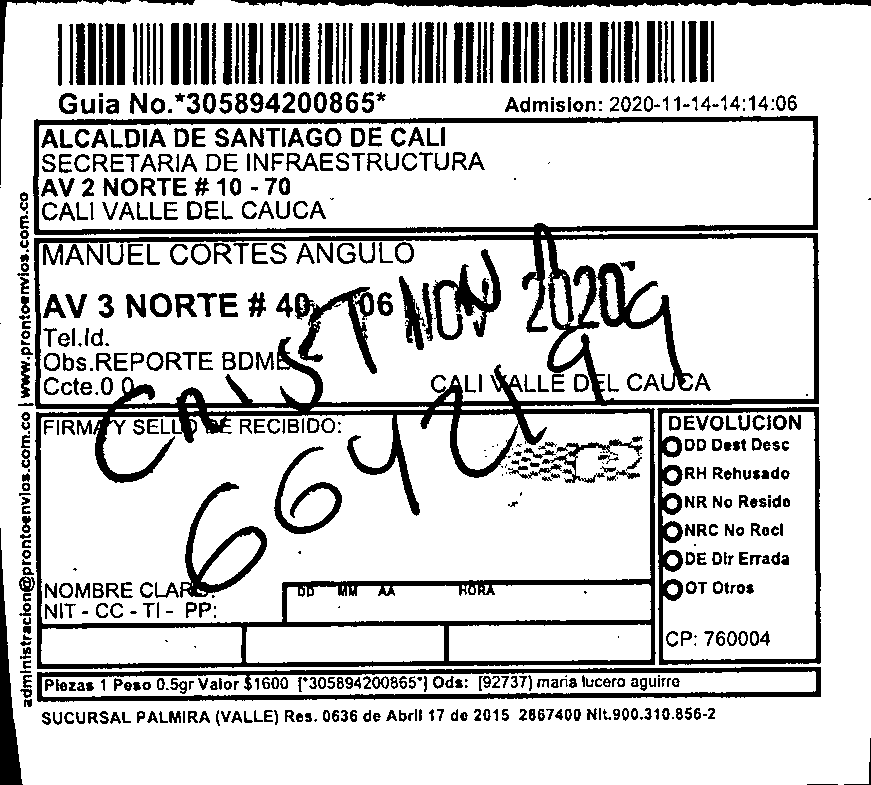 Guia No.*305894200865*
Admision: 2020-11-14-14:14:06
ALCALDIA DE SANTIAGO DE CALI
SECRETARIA DE INFRAESTRUCTURA
AV 2 NORTE # 10 - 70
CALI VALLE DEL CAUCA
MANUEL CORTES ANGULO
AV 3 NORTE # 40 06
NOV 2020
Tel.Id.
Obs.REPORTE BDME
Ccte.0 0
CALI VALLE DEL CAUCA
CRIST
6642199
FIRMA Y SELLO DE RECIBIDO:
NOMBRE CLARO:
NIT - CC - TI - PP:
DD MM AA HORA
DEVOLUCION
DD Dest Desc
RH Rehusado
NR No Reside
NRC No Recl
DE Dir Errada
OT Otros
CP: 760004
Piezas 1 Peso 0.5gr Valor $1600 [*305894200865*] Ods: [92737] maria lucero aguirre
SUCURSAL PALMIRA (VALLE) Res. 0636 de Abril 17 de 2015 2867400 Nit.900.310.856-2
administracion@prontoenvios.com.co | www.prontoenvios.com.co